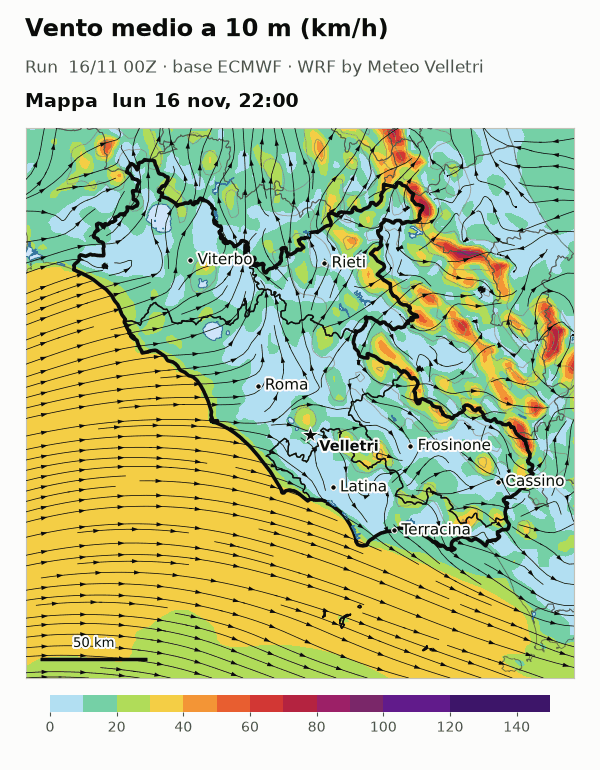 Vento medio a 10 m (km/h)
Run 16/11 00Z · base ECMWF · WRF by Meteo Velletri
Mappa lun 16 nov, 22:00
Viterbo
Rieti
Roma
Velletri
Frosinone
Latina
Cassino
Terracina
50 km
0 20 40 60 80 100 120 140